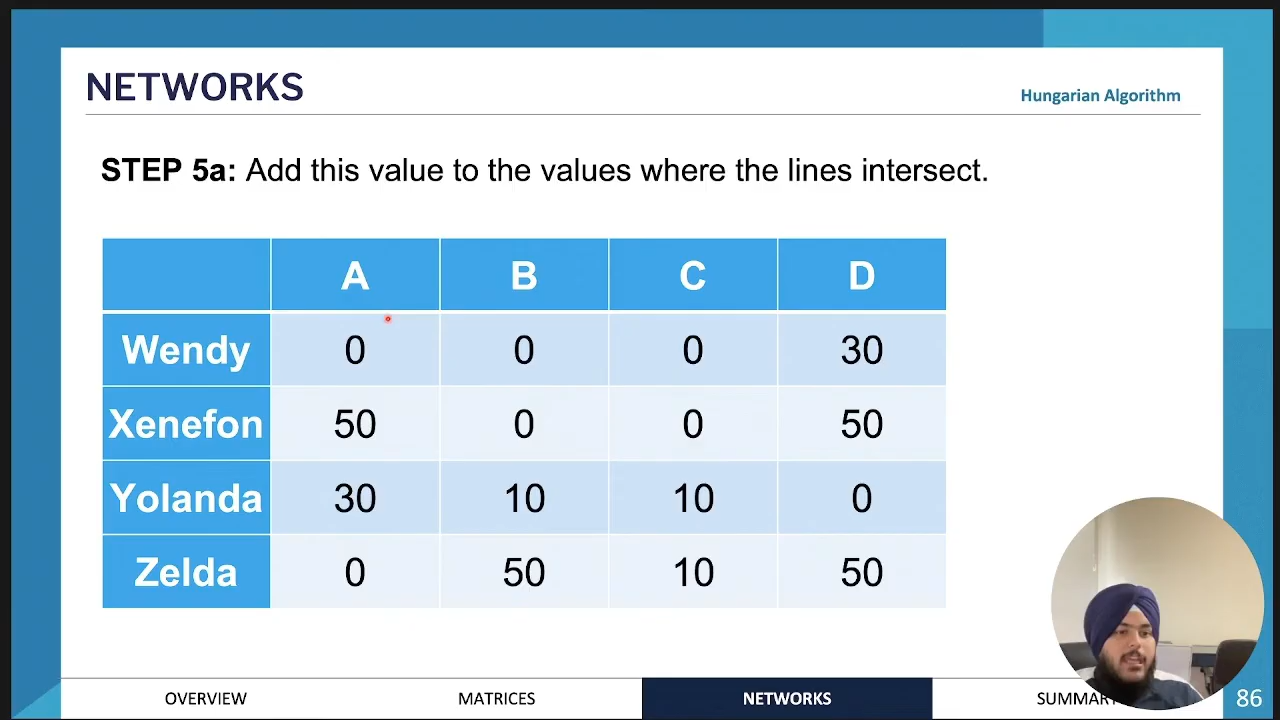 NETWORKS
Hungarian Algorithm
STEP 5a: Add this value to the values where the lines intersect.
A B C D
Wendy 0 0 0 30
Xenefon 50 0 0 50
Yolanda 30 10 10 0
Zelda 0 50 10 50
OVERVIEW MATRICES NETWORKS SUMMAR 86